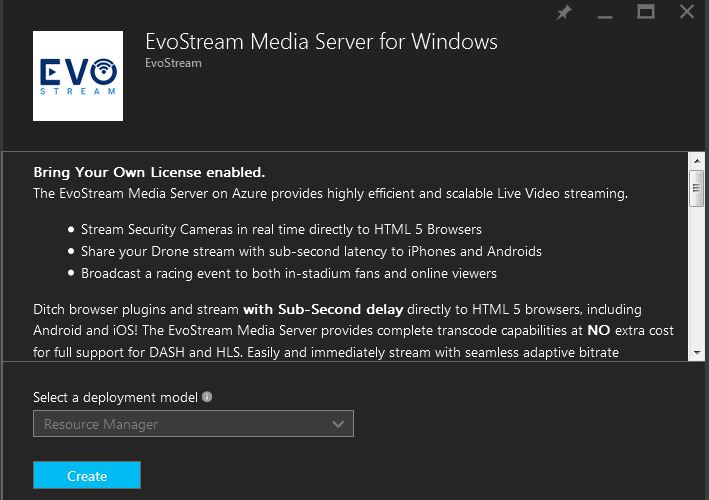 EvoStream Media Server for Windows
EvoStream
EVO
STREAM
Bring Your Own License enabled.
The EvoStream Media Server on Azure provides highly efficient and scalable Live Video streaming.
• Stream Security Cameras in real time directly to HTML 5 Browsers
• Share your Drone stream with sub-second latency to iPhones and Androids
• Broadcast a racing event to both in-stadium fans and online viewers
Ditch browser plugins and stream with Sub-Second delay directly to HTML 5 browsers, including
Android and iOS! The EvoStream Media Server provides complete transcode capabilities at NO extra cost
for full support for DASH and HLS. Easily and immediately stream with seamless adaptive bitrate
Select a deployment model
Resource Manager
Create